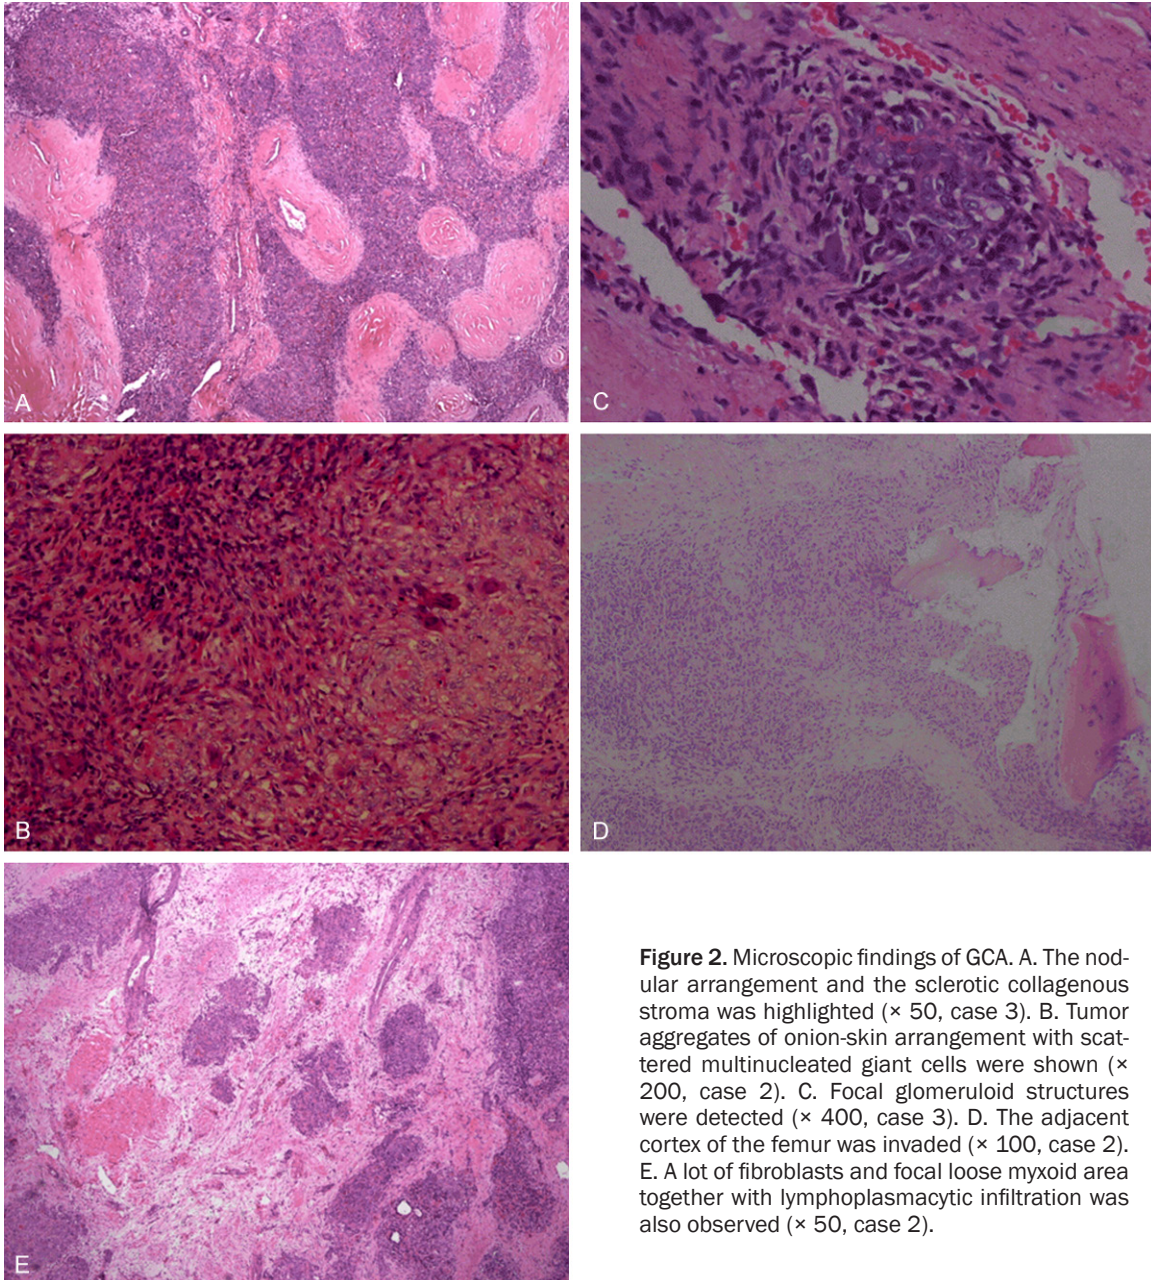 A
C
B
D
E
Figure 2. Microscopic findings of GCA. A. The nod-
ular arrangement and the sclerotic collagenous
stroma was highlighted (× 50, case 3). B. Tumor
aggregates of onion-skin arrangement with scat-
tered multinucleated giant cells were shown (×
200, case 2). C. Focal glomeruloid structures
were detected (× 400, case 3). D. The adjacent
cortex of the femur was invaded (× 100, case 2).
E. A lot of fibroblasts and focal loose myxoid area
together with lymphoplasmacytic infiltration was
also observed (× 50, case 2).